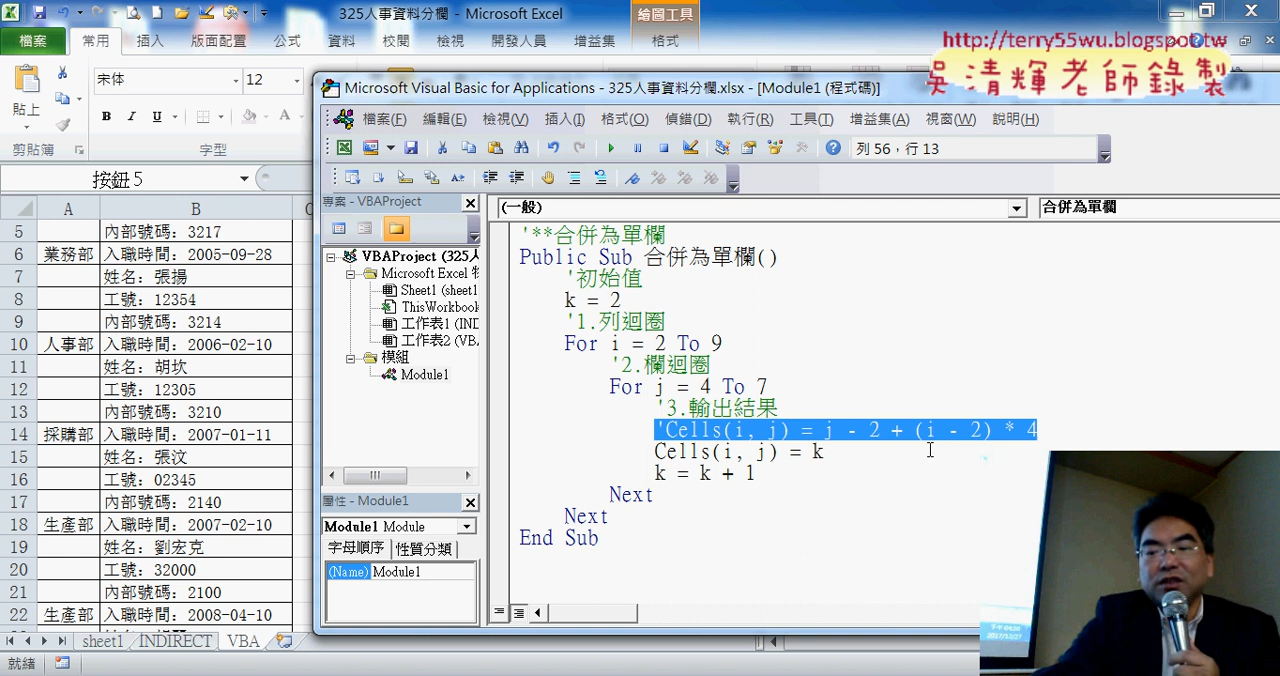 325人事資料分欄 - Microsoft Excel
繪圖工具
檔案 常用 插入 版面配置 公式 資料 校閱 檢視 開發人員 增益集 格式
http://terry55wu.blogspot.tw
吳清輝老師錄製
宋体 12
貼上
B I U A
剪貼簿 字型
按鈕 5
A B
5 內部號碼：3217
6 業務部 入職時間：2005-09-28
7 姓名：張揚
8 工號：12354
9 內部號碼：3214
10 人事部 入職時間：2006-02-10
11 姓名：胡坎
12 工號：12305
13 內部號碼：3210
14 採購部 入職時間：2007-01-11
15 姓名：張汶
16 工號：02345
17 內部號碼：2140
18 生產部 入職時間：2007-02-10
19 姓名：劉宏克
20 工號：32000
21 內部號碼：2100
22 生產部 入職時間：2008-04-10
sheet1 INDIRECT VBA
就緒
Microsoft Visual Basic for Applications - 325人事資料分欄.xlsx - [Module1 (程式碼)]
檔案(F) 編輯(E) 檢視(V) 插入(I) 格式(O) 偵錯(D) 執行(R) 工具(T) 增益集(A) 視窗(W) 說明(H)
列 56，行 13
專案 - VBAProject
VBAProject (325人
Microsoft Excel 物
Sheet1 (sheet1
ThisWorkbook
工作表1 (IND
工作表2 (VBA
模組
Module1
屬性 - Module1
Module1 Module
字母順序 性質分類
(Name) Module1
(一般) 合併為單欄
'**合併為單欄
Public Sub 合併為單欄()
'初始值
k = 2
'1.列迴圈
For i = 2 To 9
'2.欄迴圈
For j = 4 To 7
'3.輸出結果
'Cells(i, j) = j - 2 + (i - 2) * 4
Cells(i, j) = k
k = k + 1
Next
Next
End Sub